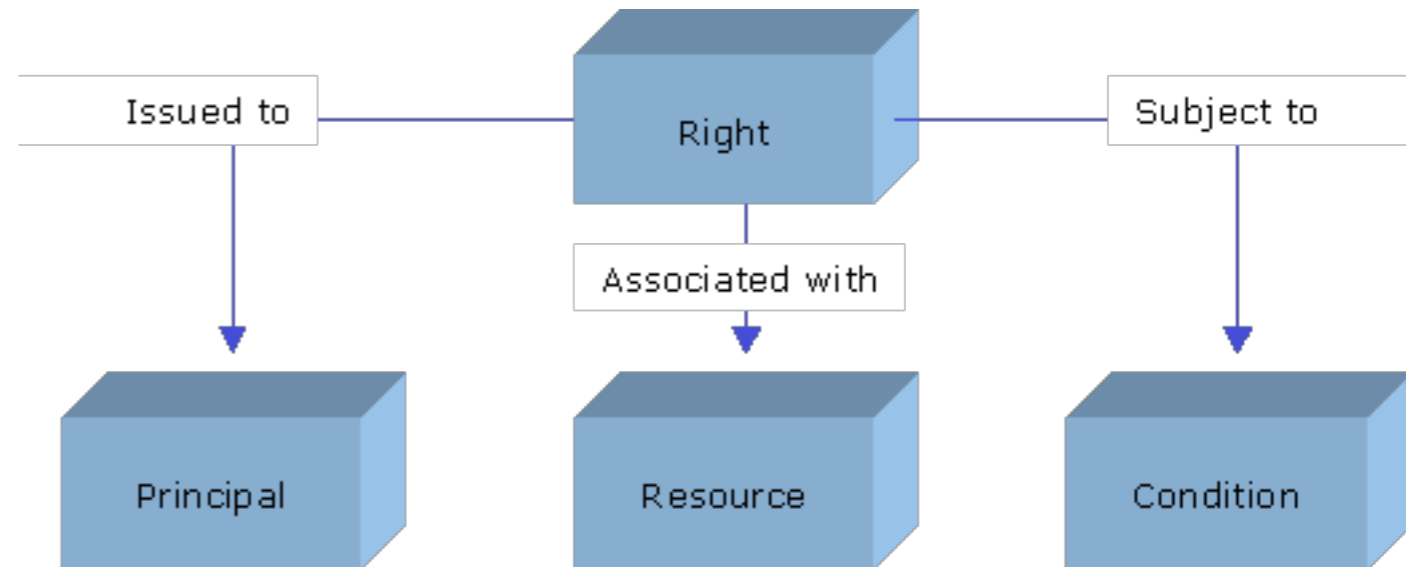 Issued to
Right
Subject to
Associated with
Principal
Resource
Condition